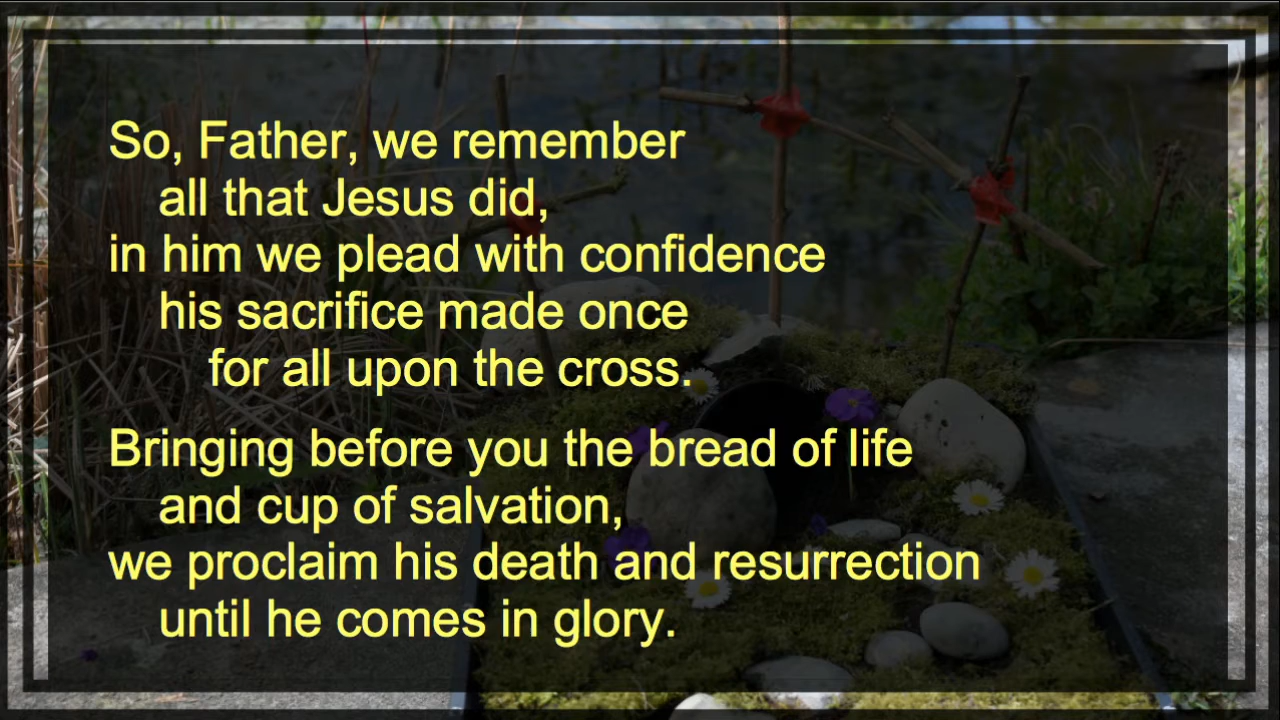 So, Father, we remember
all that Jesus did,
in him we plead with confidence
his sacrifice made once
for all upon the cross.
Bringing before you the bread of life
and cup of salvation,
we proclaim his death and resurrection
until he comes in glory.